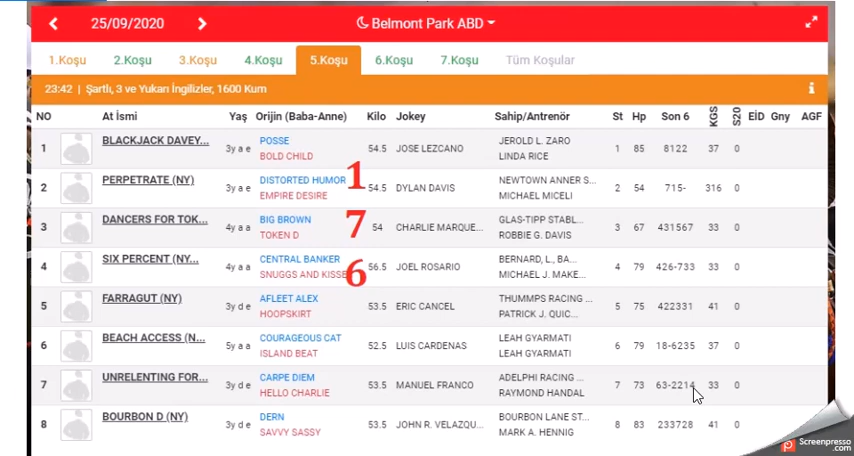 25/09/2020 Belmont Park ABD
1.Koşu 2.Koşu 3.Koşu 4.Koşu 5.Koşu 6.Koşu 7.Koşu Tüm Koşular
23:42 | Şartlı, 3 ve Yukarı İngilizler, 1600 Kum
NO At İsmi Yaş Orijin (Baba-Anne) Kilo Jokey Sahip/Antrenör St Hp Son 6 KGS S20 EİD Gny AGF
1 BLACKJACK DAVEY... 3y a e POSSE BOLD CHILD 54.5 JOSE LEZCANO JEROLD L. ZARO LINDA RICE 1 85 8122 37 0
2 PERPETRATE (NY) 3y a e DISTORTED HUMOR EMPIRE DESIRE 54.5 DYLAN DAVIS NEWTOWN ANNER S... MICHAEL MICELI 2 54 715- 316 0
1
3 DANCERS FOR TOK... 4y a a BIG BROWN TOKEN D 54 CHARLIE MARQUE... GLAS-TIPP STABL... ROBBIE G. DAVIS 3 67 431567 33 0
7
4 SIX PERCENT (NY... 4y a a CENTRAL BANKER SNUGGS AND KISSE 56.5 JOEL ROSARIO BERNARD, L., BA... MICHAEL J. MAKE... 4 79 426-733 33 0
6
5 FARRAGUT (NY) 3y d e AFLEET ALEX HOOPSKIRT 53.5 ERIC CANCEL THUMMPS RACING ... PATRICK J. QUIC... 5 75 422331 41 0
6 BEACH ACCESS (N... 5y a a COURAGEOUS CAT ISLAND BEAT 52.5 LUIS CARDENAS LEAH GYARMATI LEAH GYARMATI 6 79 18-6235 37 0
7 UNRELENTING FOR... 3y d e CARPE DIEM HELLO CHARLIE 53.5 MANUEL FRANCO ADELPHI RACING ... RAYMOND HANDAL 7 73 63-2214 33 0
8 BOURBON D (NY) 3y d e DERN SAVVY SASSY 53.5 JOHN R. VELAZQU... BOURBON LANE ST... MARK A. HENNIG 8 83 233728 41 0
Screenpresso
.com